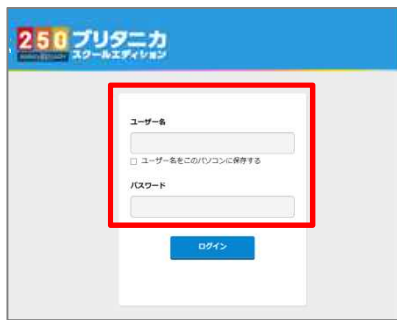 250 ブリタニカ
スクールエディション
ユーザー名
ユーザー名をこのパソコンに保存する
パスワード
ログイン